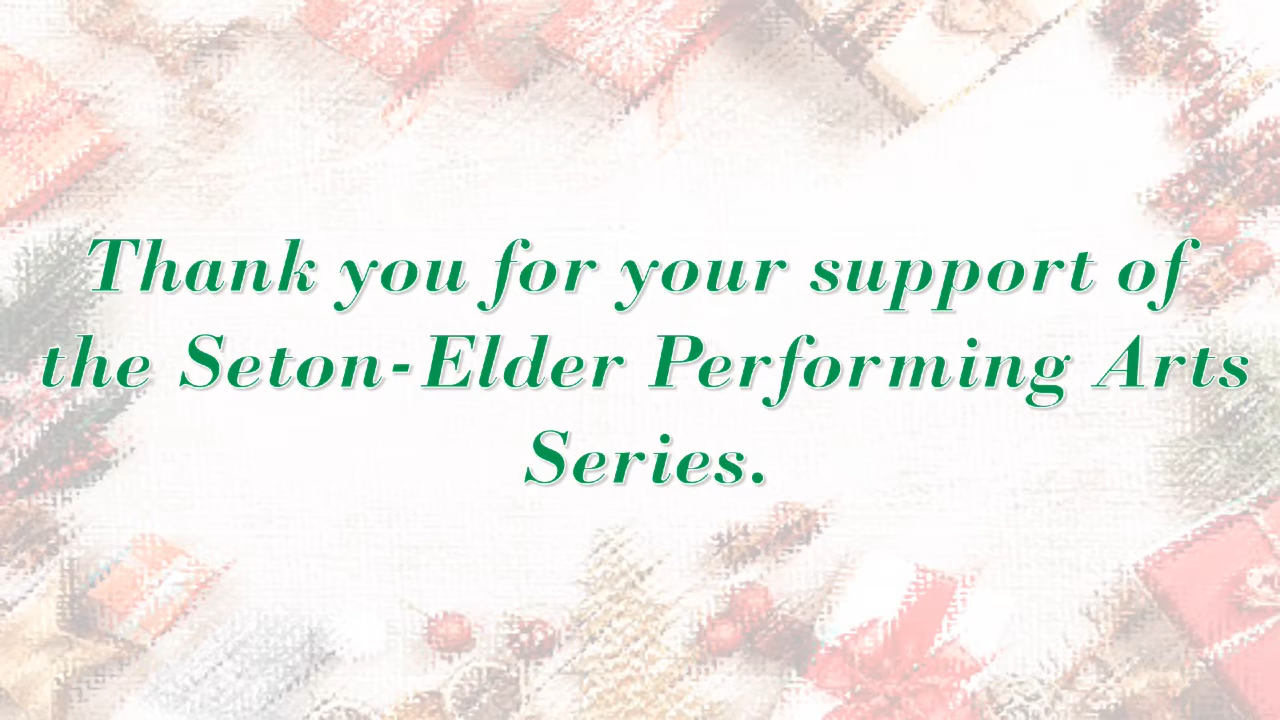 Thank you for your support of
the Seton-Elder Performing Arts
Series.